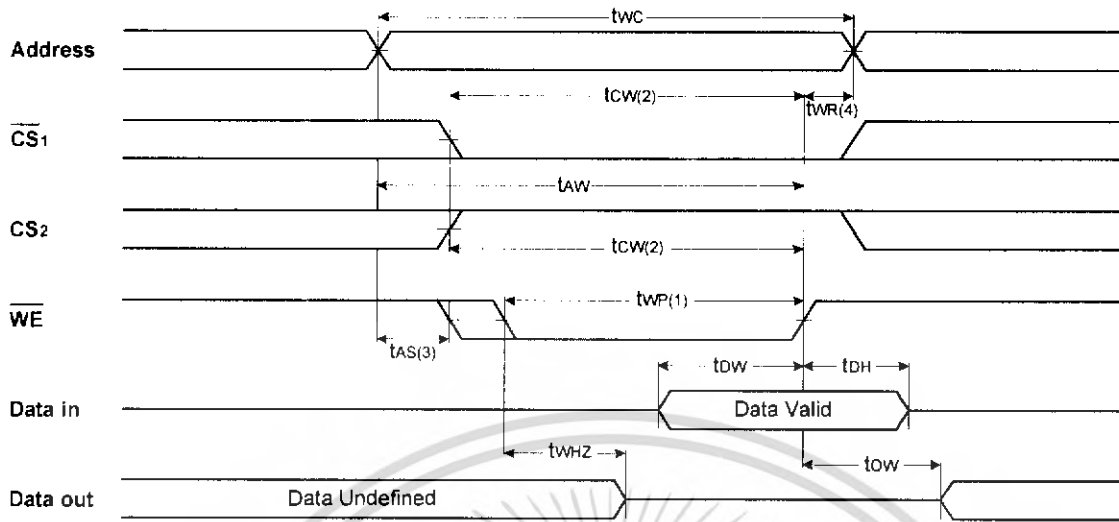 tWC
Address
tCW(2)
tWR(4)
CS1
tAW
CS2
tCW(2)
tWP(1)
WE
tAS(3)
tDW
tDH
Data in
Data Valid
tWHZ
tOW
Data out
Data Undefined